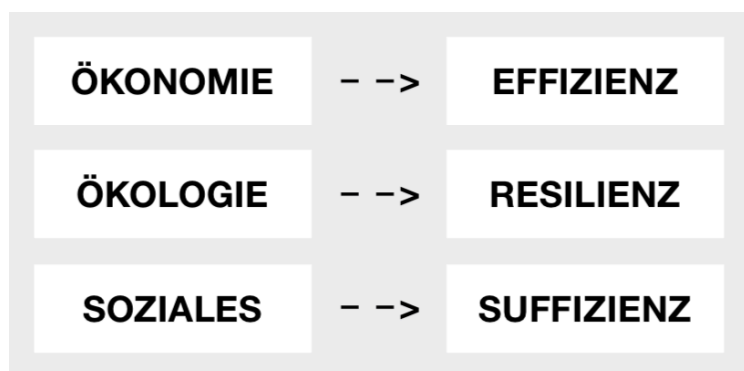 ÖKONOMIE --> EFFIZIENZ
ÖKOLOGIE --> RESILIENZ
SOZIALES --> SUFFIZIENZ